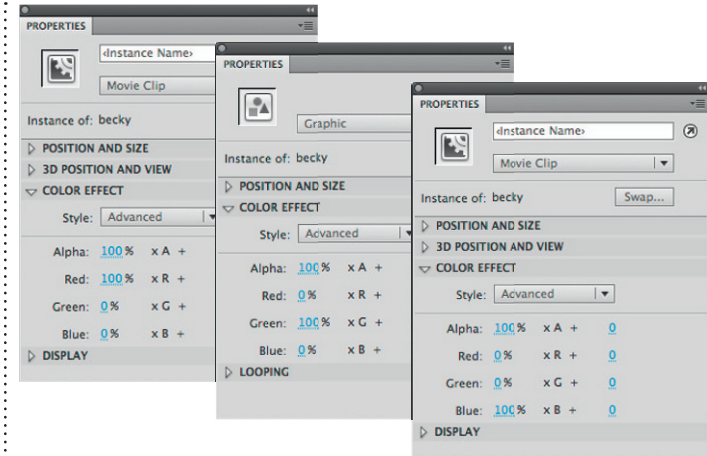 PROPERTIES
‹Instance Name›
Movie Clip
Instance of: becky
POSITION AND SIZE
3D POSITION AND VIEW
COLOR EFFECT
Style: Advanced
Alpha: 100% x A +
Red: 100% x R +
Green: 0% x G +
Blue: 0% x B +
DISPLAY
PROPERTIES
Graphic
Instance of: becky
POSITION AND SIZE
COLOR EFFECT
Style: Advanced
Alpha: 100% x A +
Red: 0% x R +
Green: 100% x G +
Blue: 0% x B +
LOOPING
PROPERTIES
‹Instance Name›
Movie Clip
Instance of: becky Swap...
POSITION AND SIZE
3D POSITION AND VIEW
COLOR EFFECT
Style: Advanced
Alpha: 100% x A + 0
Red: 0% x R + 0
Green: 0% x G + 0
Blue: 100% x B + 0
DISPLAY